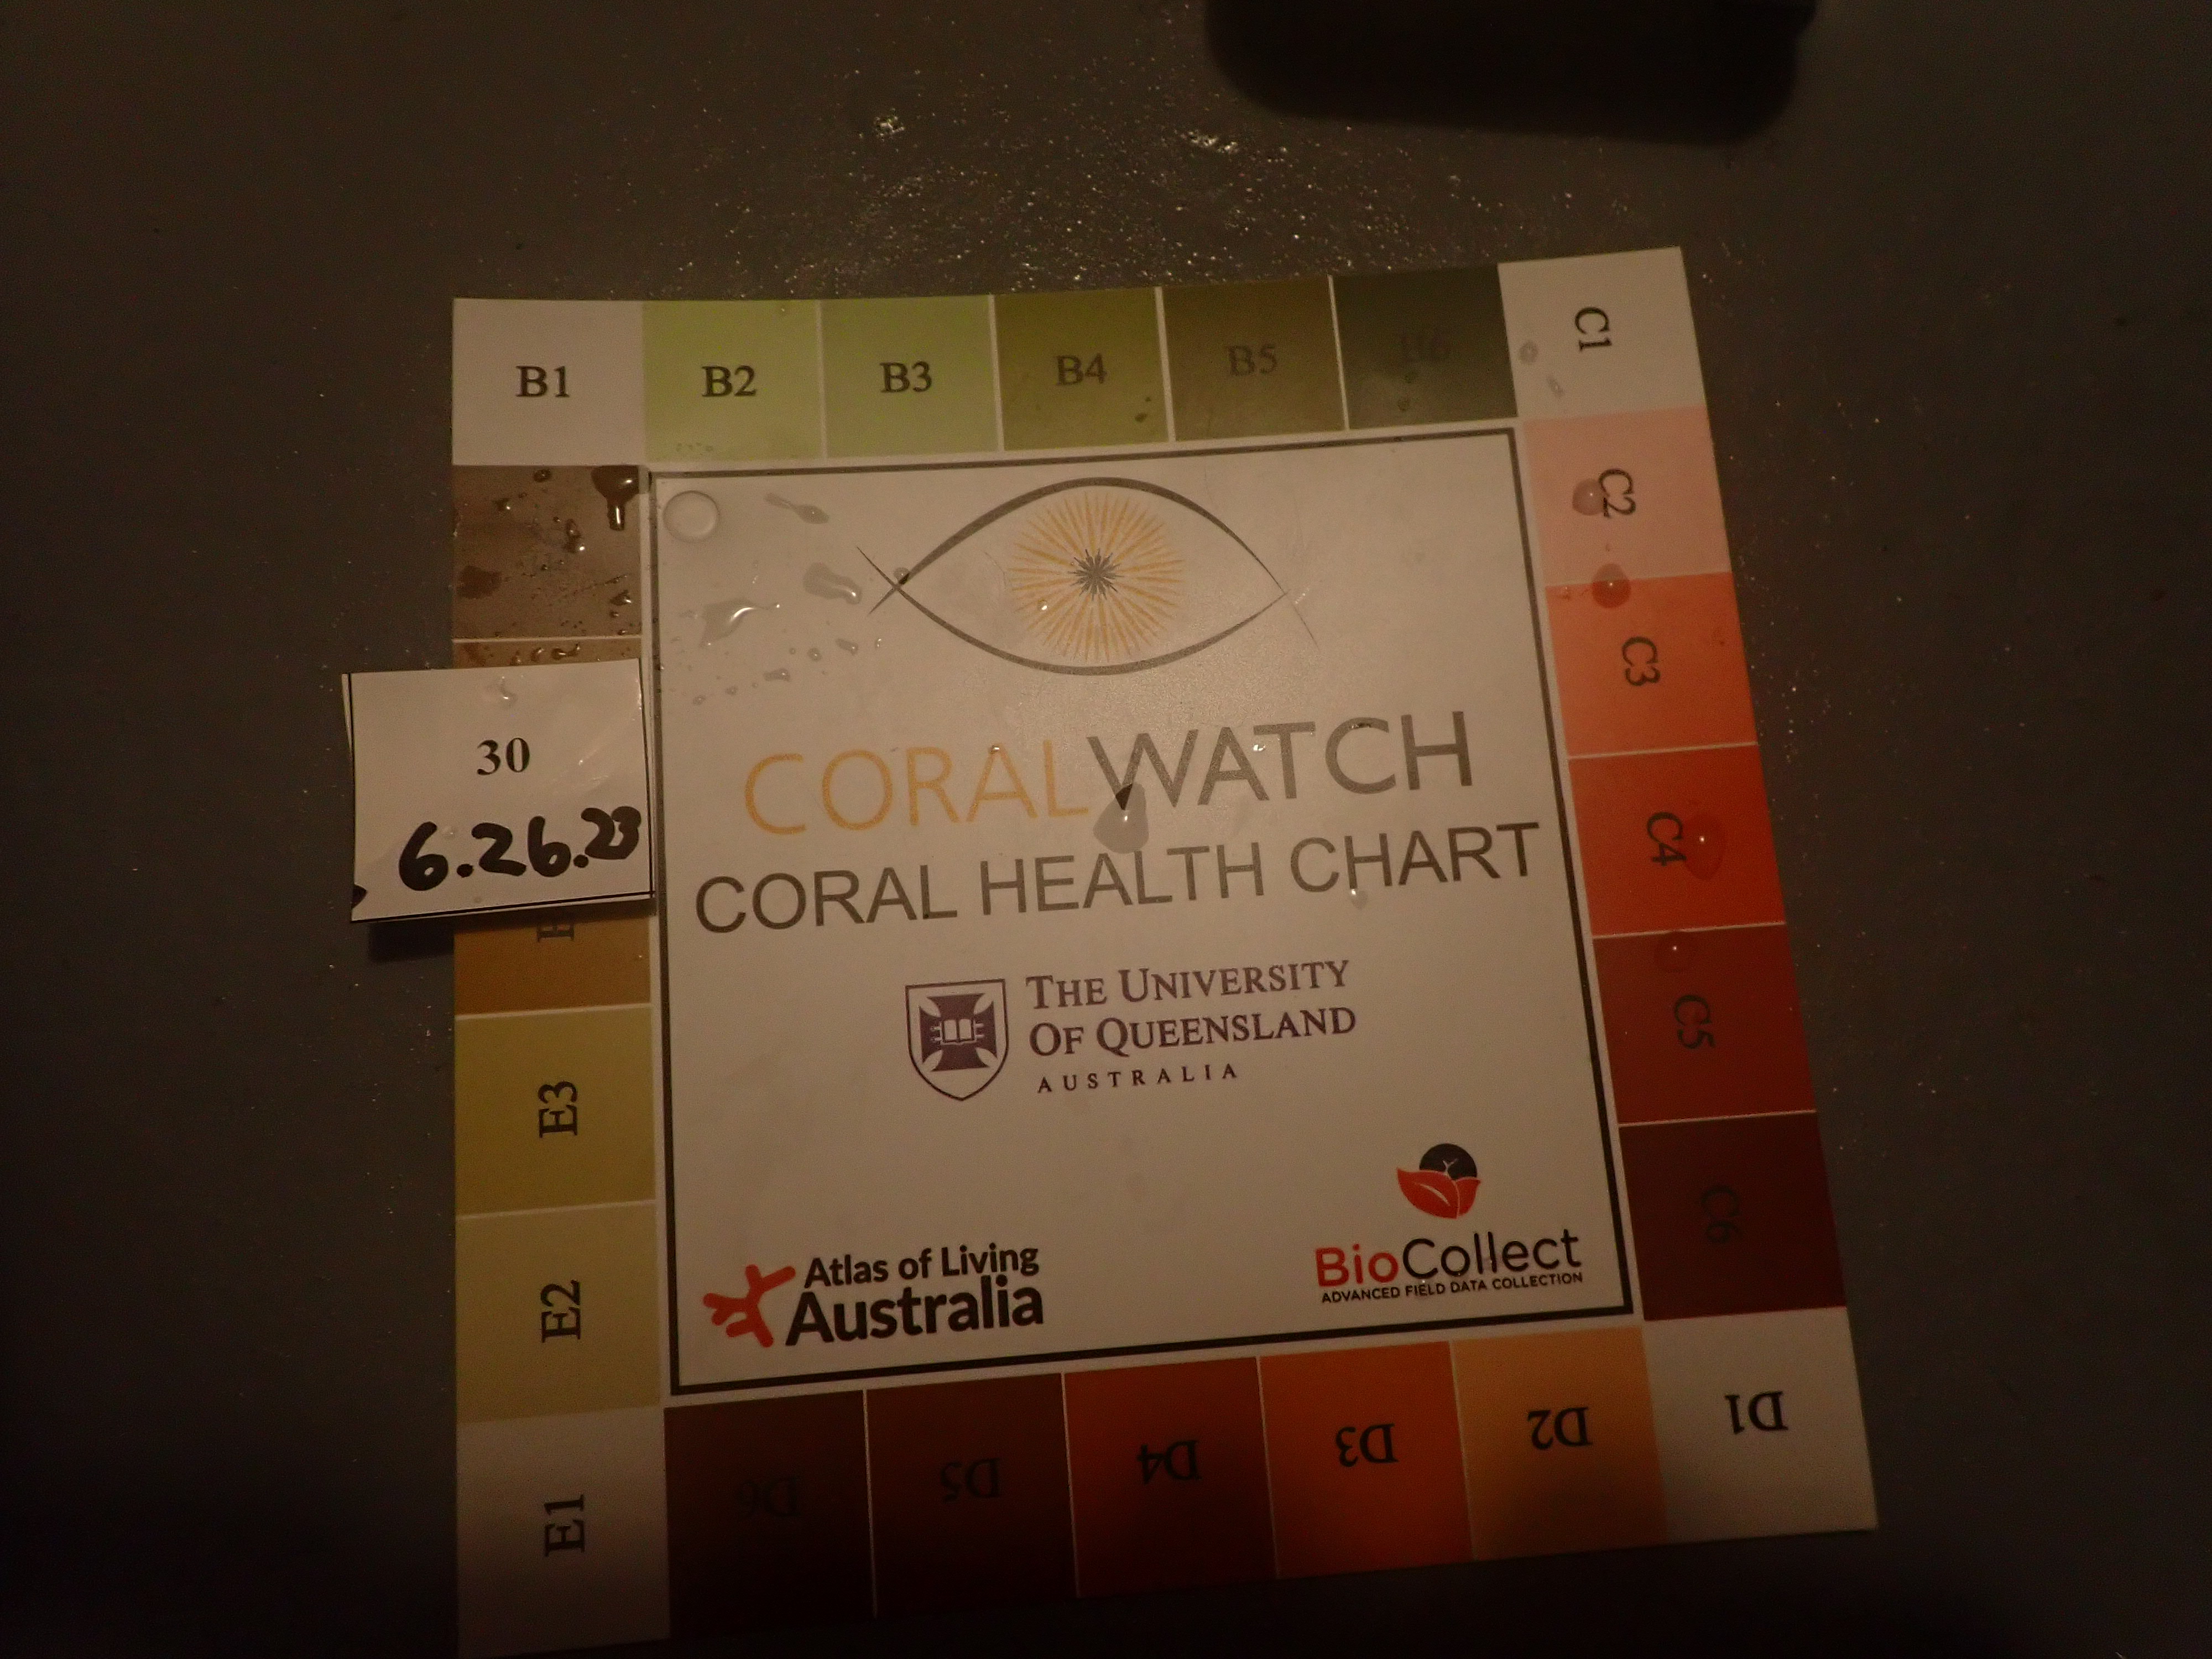 B1 B2 B3 B4 B5
C1
C2
C3
C4
C5
C6
30
6.26.23
CORALWATCH
CORAL HEALTH CHART
THE UNIVERSITY
OF QUEENSLAND
AUSTRALIA
Atlas of Living
Australia
BioCollect
ADVANCED FIELD DATA COLLECTION
E3
E2
E1
D6 D5 D4 D3 D2 D1